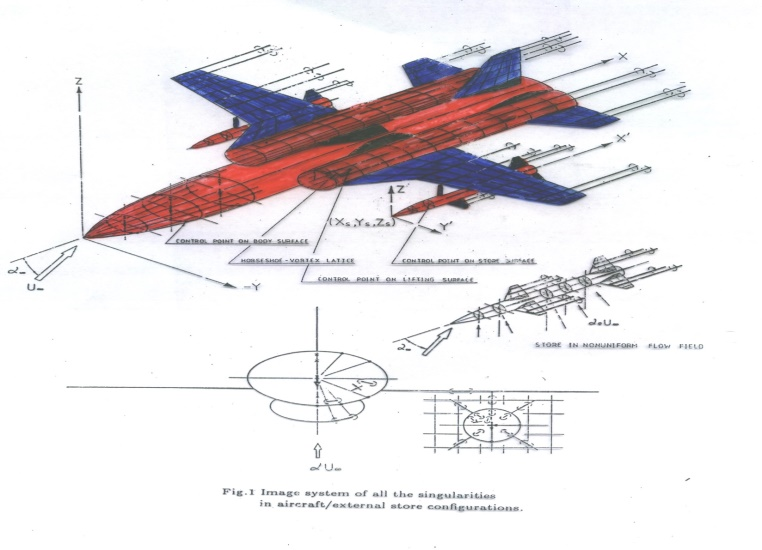 Z
X
X'
Z'
(Xs,Ys,Zs)
Y'
CONTROL POINT ON BODY SURFACE
HORSESHOE-VORTEX LATICE
CONTROL POINT ON STORE SURFACE
CONTROL POINT ON LIFTING SURFACE
α∞
U∞
-Y
α∞U∞
α∞
STORE IN NONUNIFORM FLOW FIELD
αU∞
Fig.1 Image system of all the singularities
in aircraft/external store configurations.